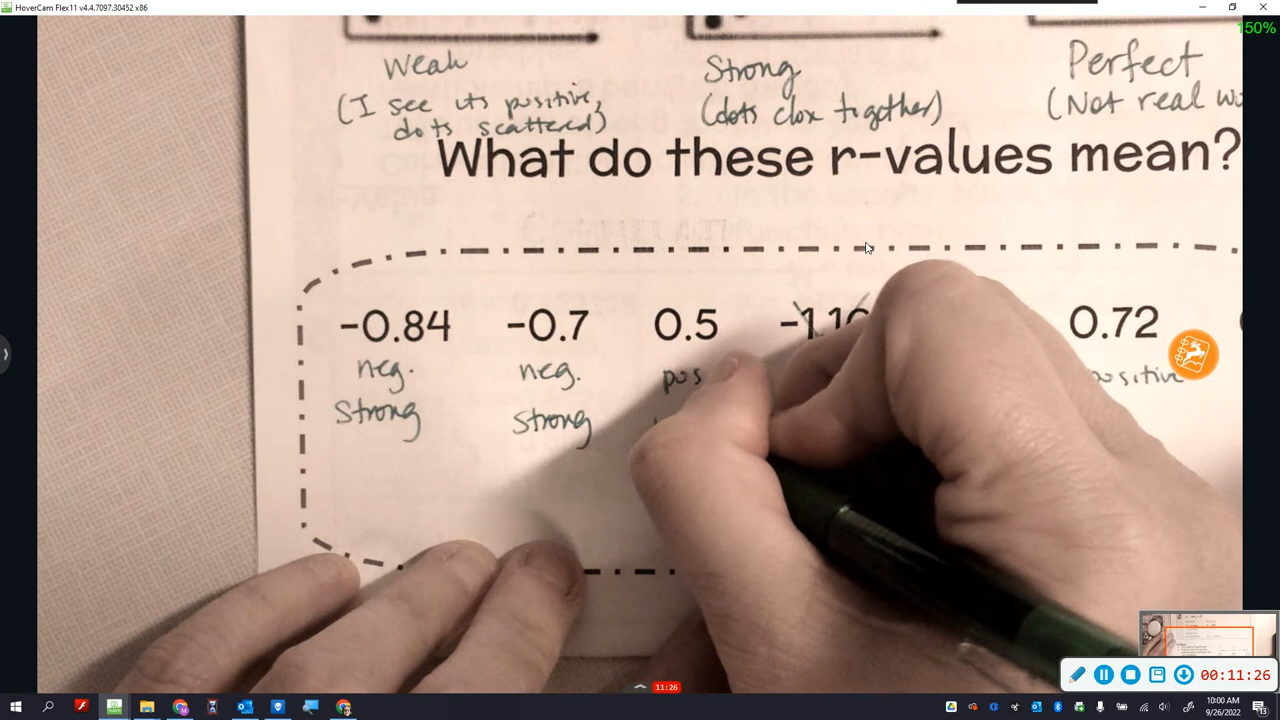 HoverCam Flex11 v4.4.7097.30452 x86
150%
Weak
(I see its positive,
dots scattered)
Strong
(dots clox together)
Perfect
(Not real
What do these r-values mean?
-0.84 -0.7 0.5 0.72
neg. neg. pos positive
Strong Strong
00:11:26
11:26
10:00 AM
9/26/2022